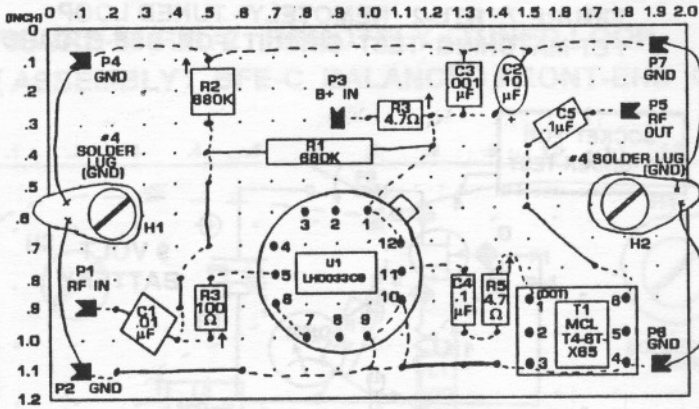 (INCH) 0 .1 .2 .3 .4 .5 .6 .7 .8 .9 1.0 1.1 1.2 1.3 1.4 1.5 1.6 1.7 1.8 1.9 2.0
0
.1
.2
.3
.4
.5
.6
.7
.8
.9
1.0
1.1
1.2
P4
GND
R2
680K
P3
B+ IN
R3
4.7Ω
C3
.001
µF
C2
1
µF
+
C5
.1µF
P7
GND
P5
RF
OUT
#4
SOLDER
LUG
(GND)
R1
680K
#4 SOLDER LUG
(GND)
H1
H2
3 2 1
4 12
5 11
6 10
7 8 9
U1
LH0033CG
P1
RF IN
C1
.01
µF
R3
100
Ω
C4
.1
µF
R5
4.7
Ω
(DOT)
1 6
2 5
3 4
T1
MCL
T4-6T-
X65
P2 GND
P6
GND